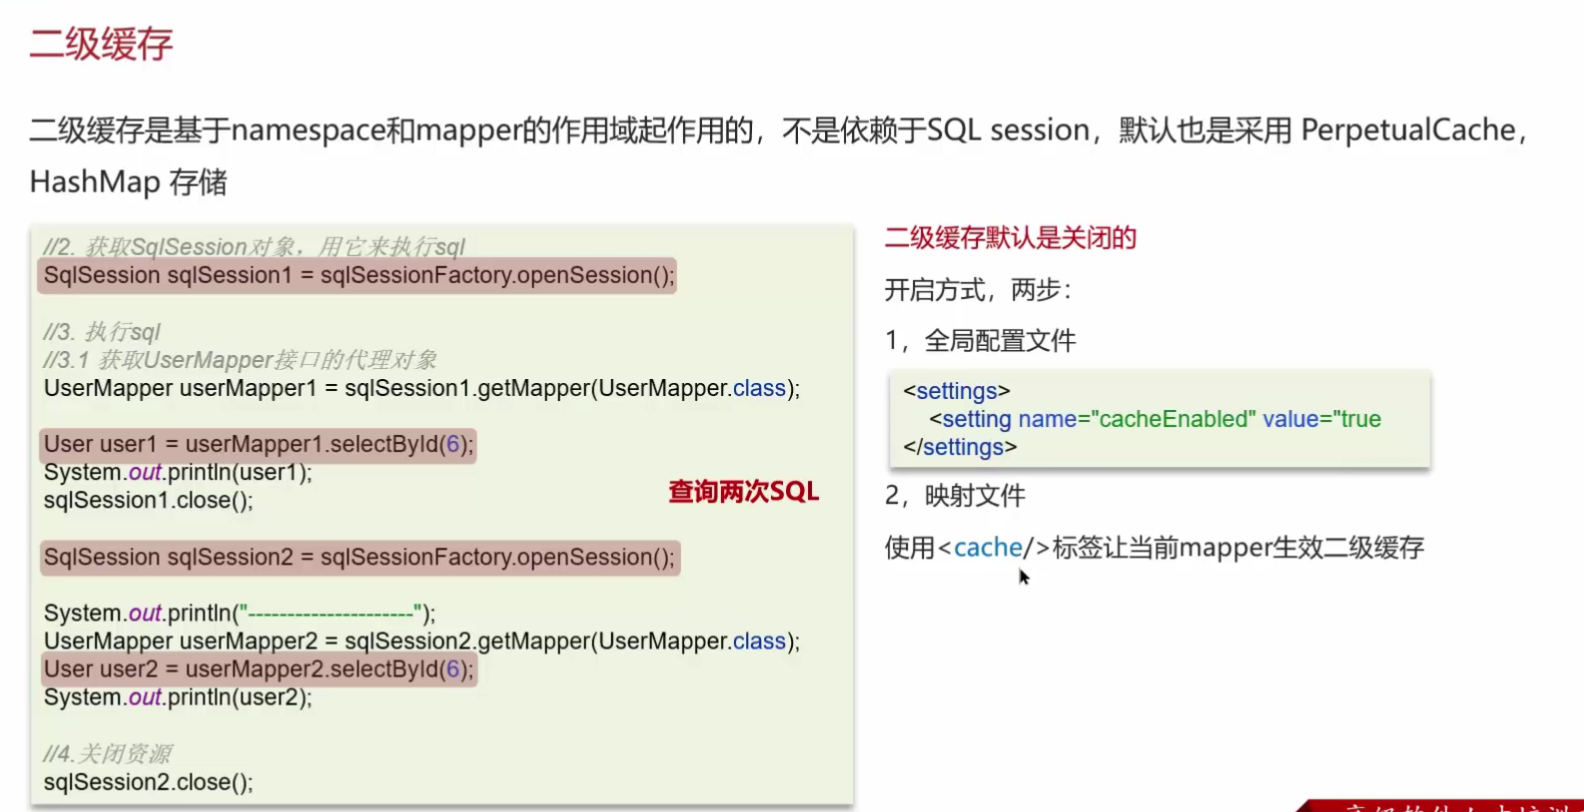 二级缓存
二级缓存是基于namespace和mapper的作用域起作用的，不是依赖于SQL session，默认也是采用 PerpetualCache，
HashMap 存储
//2. 获取SqlSession对象，用它来执行sql
SqlSession sqlSession1 = sqlSessionFactory.openSession();
//3. 执行sql
//3.1 获取UserMapper接口的代理对象
UserMapper userMapper1 = sqlSession1.getMapper(UserMapper.class);
User user1 = userMapper1.selectById(6);
System.out.println(user1);
sqlSession1.close();
查询两次SQL
SqlSession sqlSession2 = sqlSessionFactory.openSession();
System.out.println("---------------------");
UserMapper userMapper2 = sqlSession2.getMapper(UserMapper.class);
User user2 = userMapper2.selectById(6);
System.out.println(user2);
//4.关闭资源
sqlSession2.close();
二级缓存默认是关闭的
开启方式，两步：
1，全局配置文件
<settings>
<setting name="cacheEnabled" value="true
</settings>
2，映射文件
使用<cache/>标签让当前mapper生效二级缓存